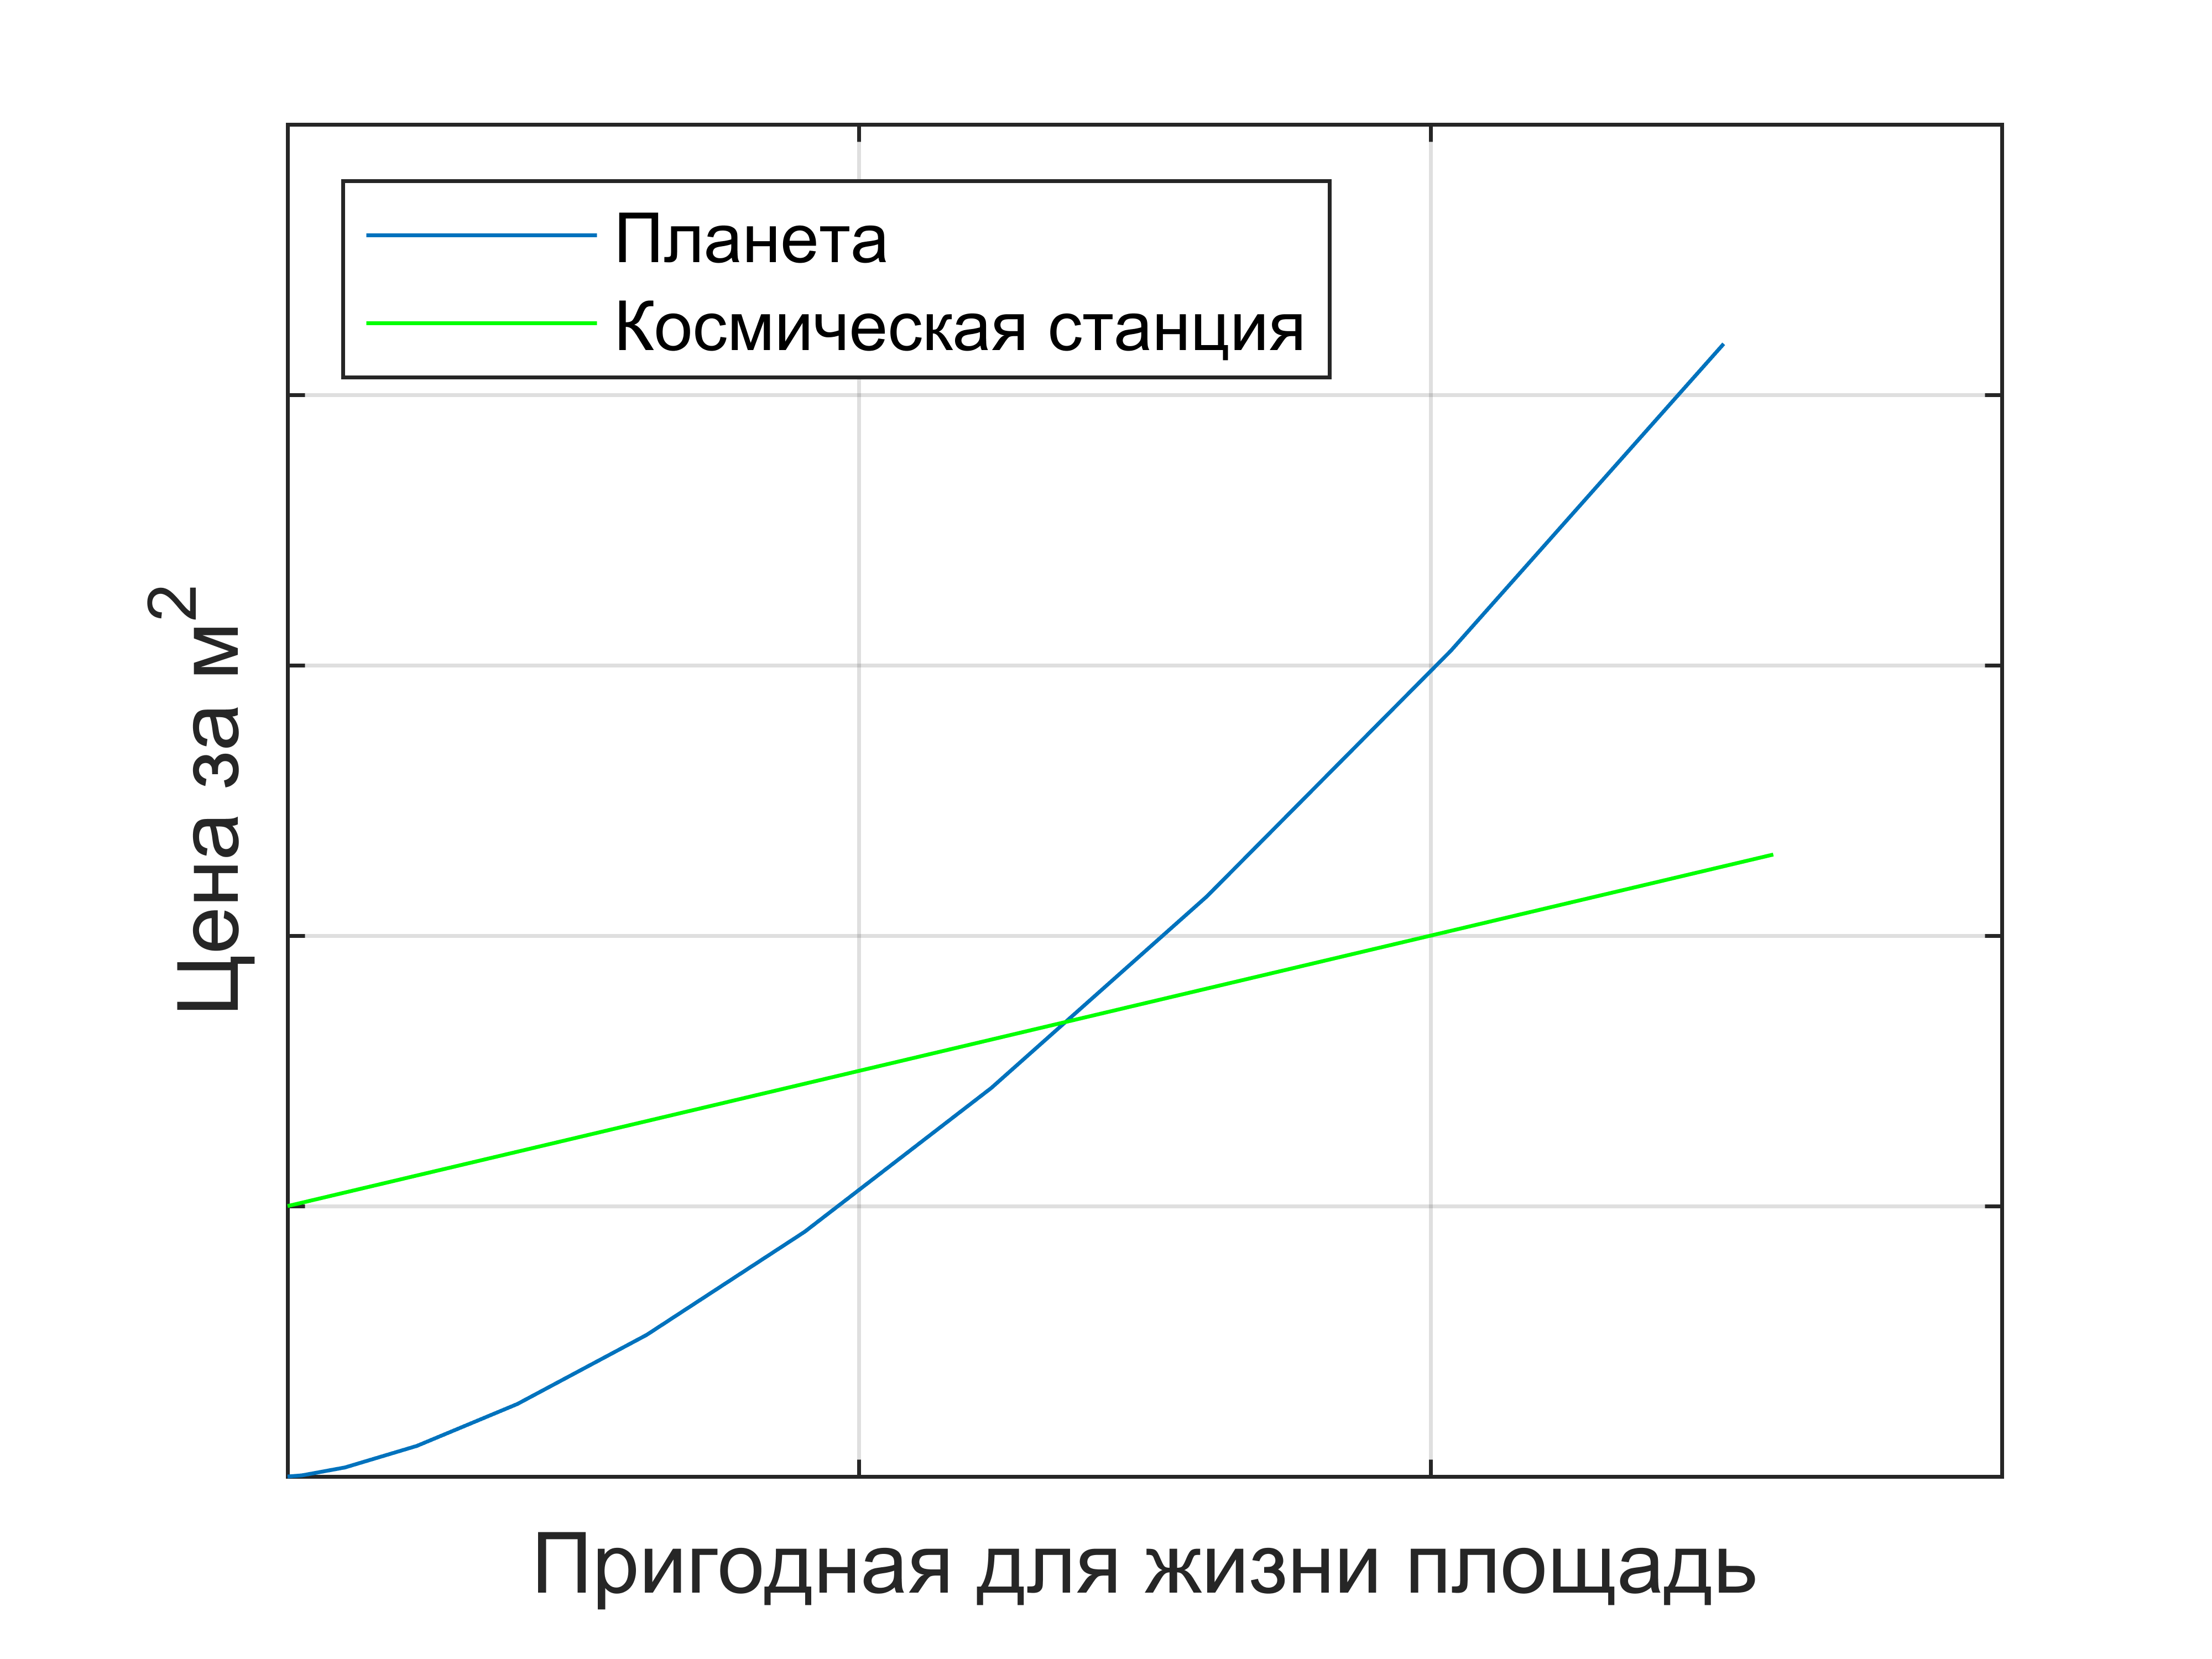 Планета
Космическая станция
Цена за м²
Пригодная для жизни площадь